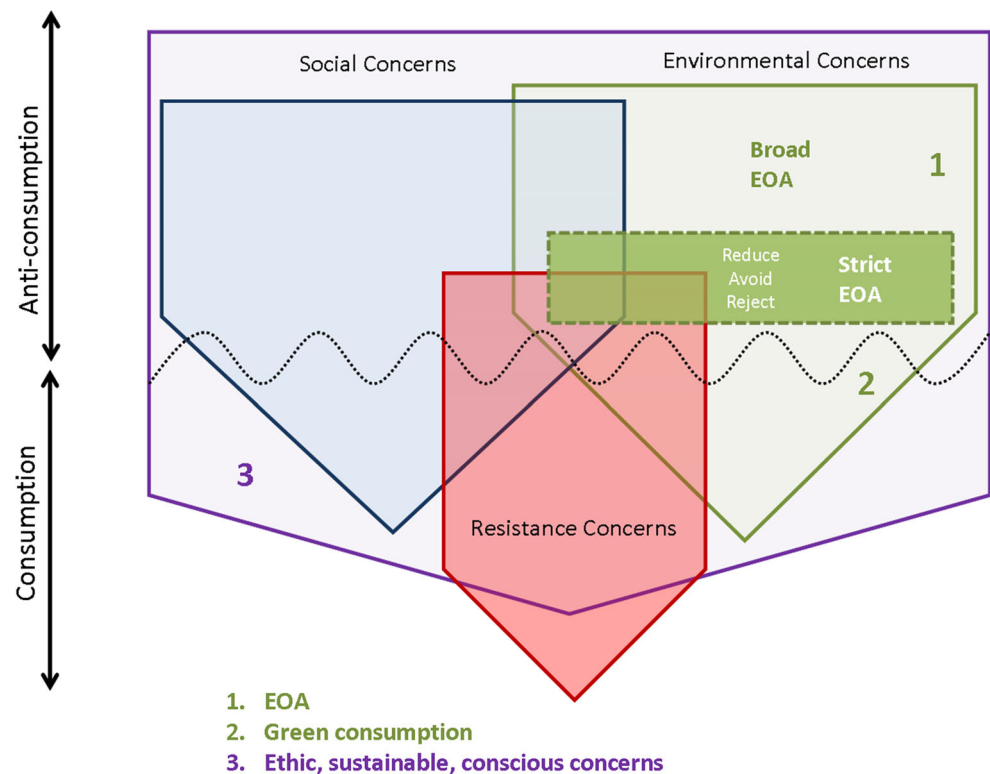 Social Concerns
Environmental Concerns
Anti-consumption
Broad
EOA
1
Reduce
Avoid
Reject
Strict
EOA
2
3
Consumption
Resistance Concerns
1. EOA
2. Green consumption
3. Ethic, sustainable, conscious concerns